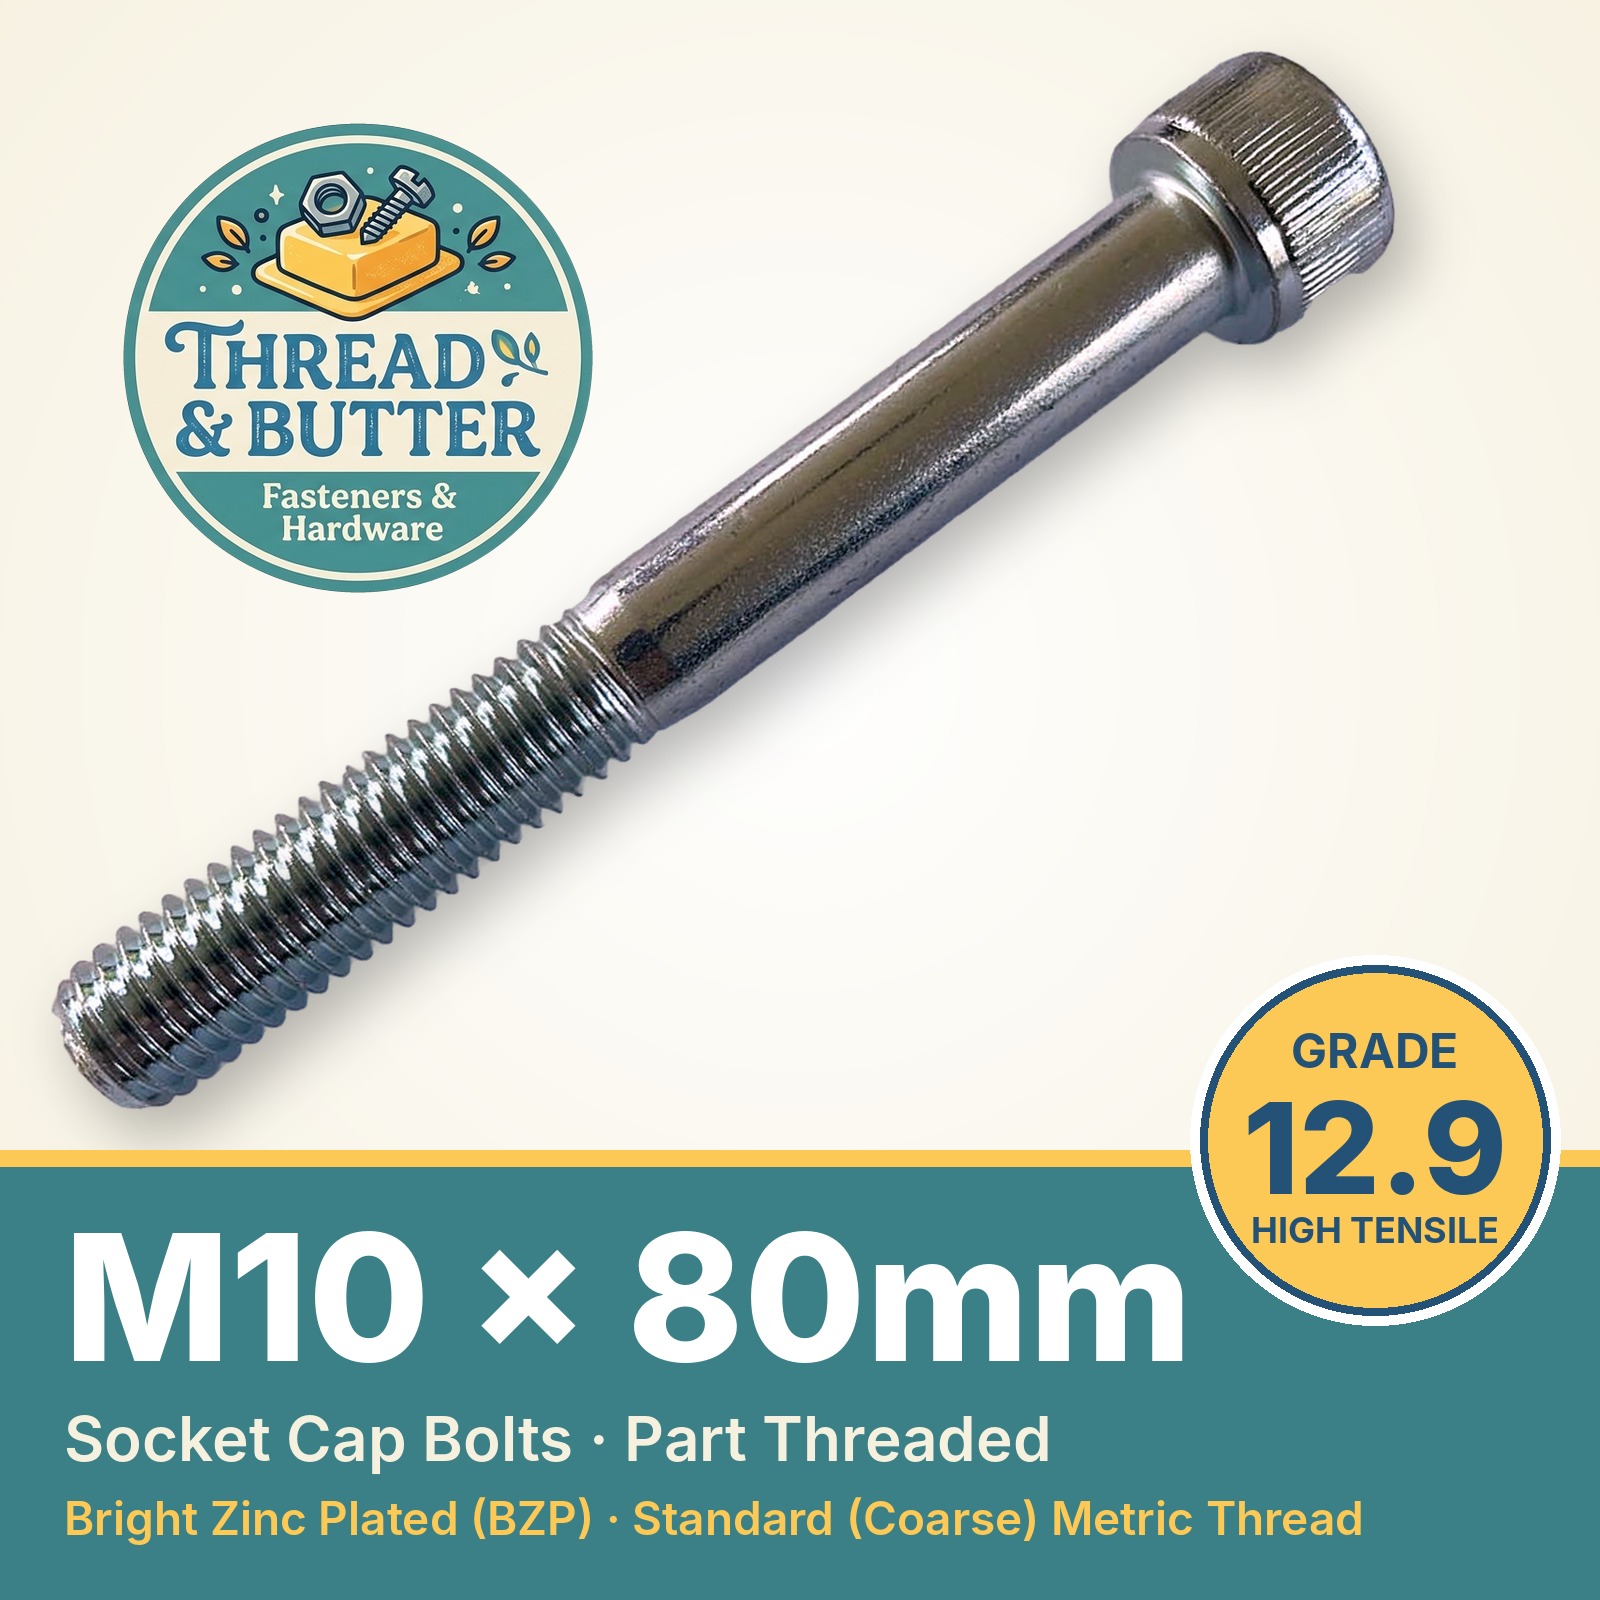 THREAD
& BUTTER
Fasteners &
Hardware
GRADE
12.9
HIGH TENSILE
M10 × 80mm
Socket Cap Bolts · Part Threaded
Bright Zinc Plated (BZP) · Standard (Coarse) Metric Thread